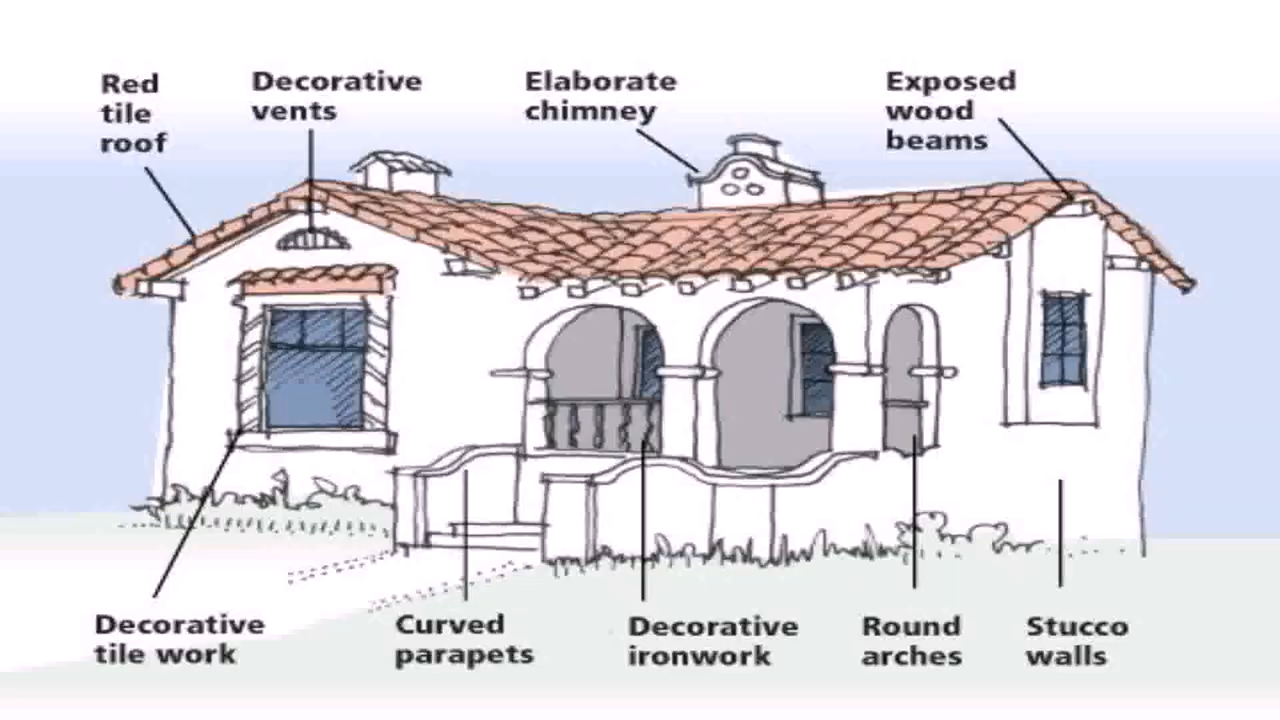 Red
tile
roof
Decorative
vents
Elaborate
chimney
Exposed
wood
beams
Decorative
tile work
Curved
parapets
Decorative
ironwork
Round
arches
Stucco
walls